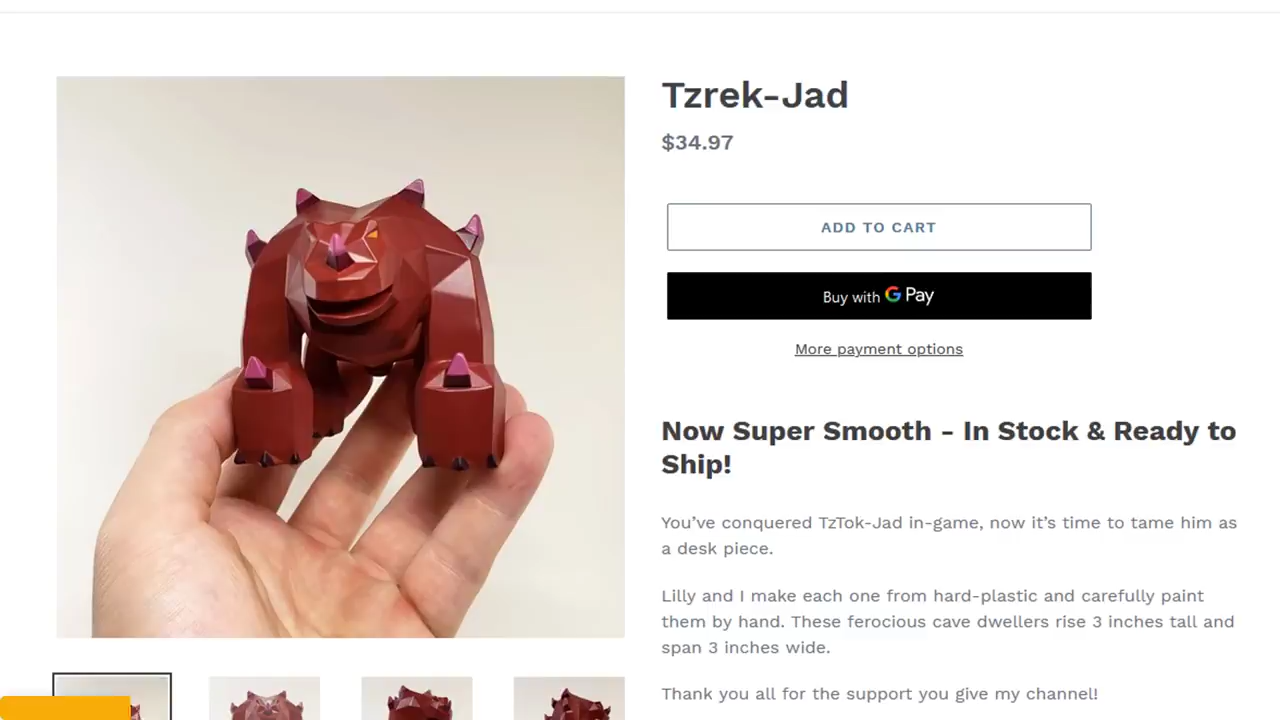 Tzrek-Jad
$34.97
ADD TO CART
Buy with G Pay
More payment options
Now Super Smooth - In Stock & Ready to
Ship!
You’ve conquered TzTok-Jad in-game, now it’s time to tame him as
a desk piece.
Lilly and I make each one from hard-plastic and carefully paint
them by hand. These ferocious cave dwellers rise 3 inches tall and
span 3 inches wide.
Thank you all for the support you give my channel!